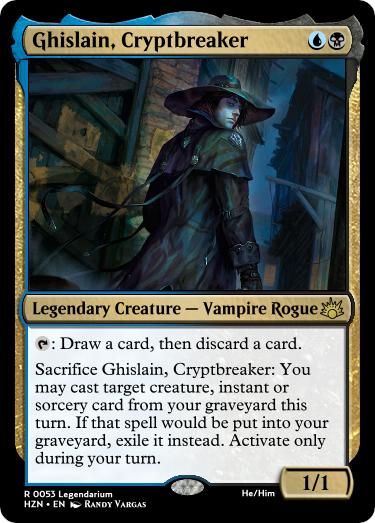 Ghislain, Cryptbreaker
Legendary Creature — Vampire Rogue
: Draw a card, then discard a card.
Sacrifice Ghislain, Cryptbreaker: You
may cast target creature, instant or
sorcery card from your graveyard this
turn. If that spell would be put into your
graveyard, exile it instead. Activate only
during your turn.
1/1
R 0053 Legendarium
He/Him
HZN • EN Randy Vargas